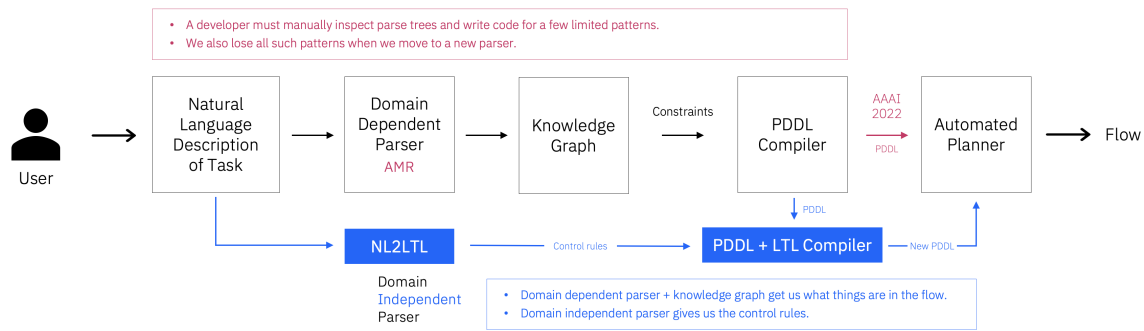 • A developer must manually inspect parse trees and write code for a few limited patterns.
• We also lose all such patterns when we move to a new parser.
User
Natural
Language
Description
of Task
Domain
Dependent
Parser
AMR
Knowledge
Graph
Constraints
PDDL
Compiler
AAAI
2022
PDDL
Automated
Planner
Flow
PDDL
NL2LTL
Control rules
PDDL + LTL Compiler
New PDDL
Domain
Independent
Parser
• Domain dependent parser + knowledge graph get us what things are in the flow.
• Domain independent parser gives us the control rules.